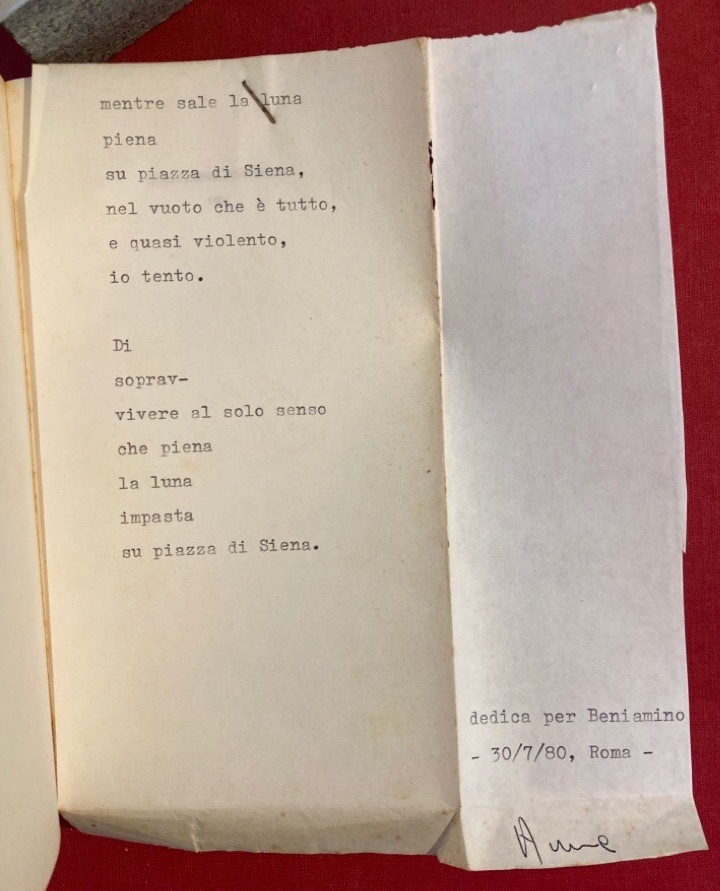 mentre sale la luna
piena
su piazza di Siena,
nel vuoto che è tutto,
e quasi violento,
io tento.
Di
soprav-
vivere al solo senso
che piena
la luna
impasta
su piazza di Siena.
dedica per Beniamino
- 30/7/80, Roma -